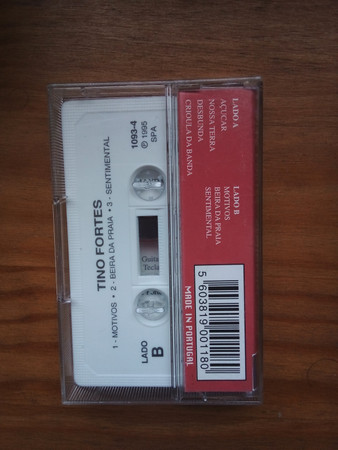 LADO A
AÇUCAR
NOSSA TERRA
DESBUNDA
CRIOULA DA BANDA
LADO B
MOTIVOS
BEIRA DA PRAIA
SENTIMENTAL
5 603819 001180
MADE IN PORTUGAL
1093-4
℗ 1995
SPA
TINO FORTES
1 - MOTIVOS • 2 - BEIRA DA PRAIA • 3 - SENTIMENTAL
LADO
B